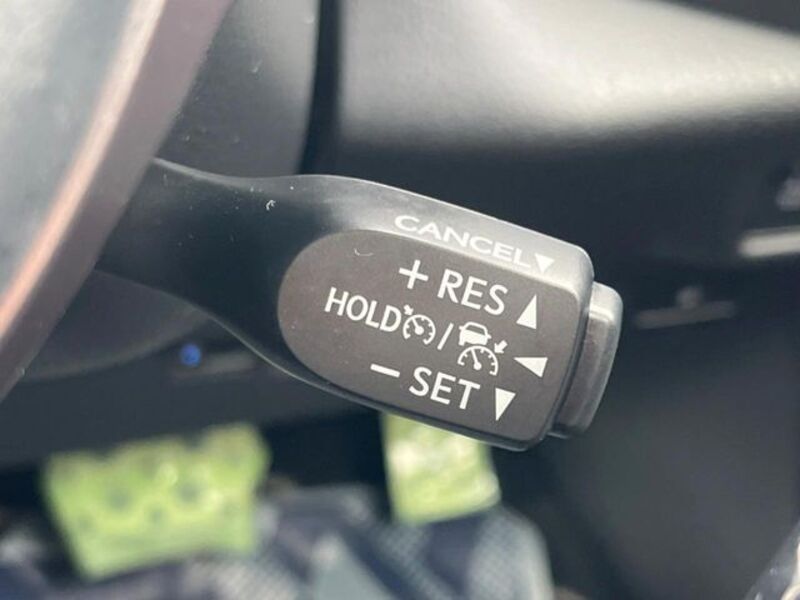 CANCEL▼
+ RES ▲
HOLD / ◀
− SET ▼